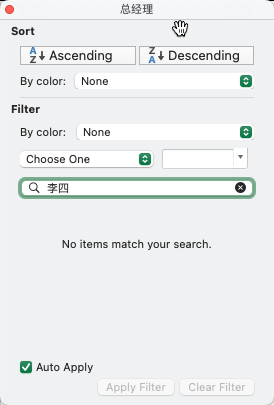 总经理
Sort
A Z Ascending
Z A Descending
By color: None
Filter
By color: None
Choose One
李四
No items match your search.
Auto Apply
Apply Filter Clear Filter